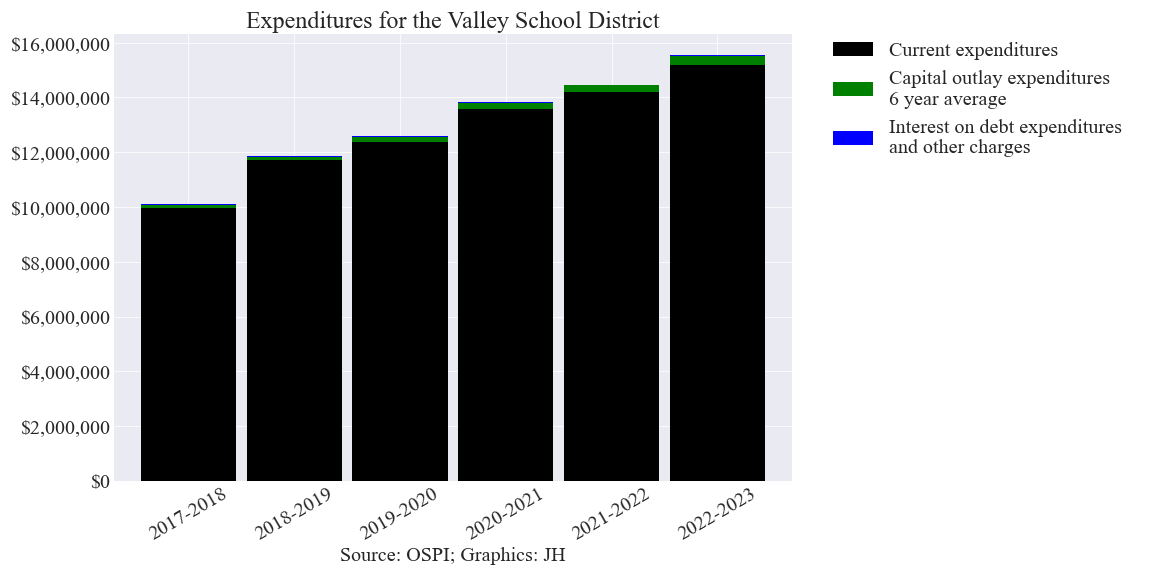 Expenditures for the Valley School District
$16,000,000
$14,000,000
$12,000,000
$10,000,000
$8,000,000
$6,000,000
$4,000,000
$2,000,000
$0
2017-2018
2018-2019
2019-2020
2020-2021
2021-2022
2022-2023
Source: OSPI; Graphics: JH
Current expenditures
Capital outlay expenditures
6 year average
Interest on debt expenditures
and other charges